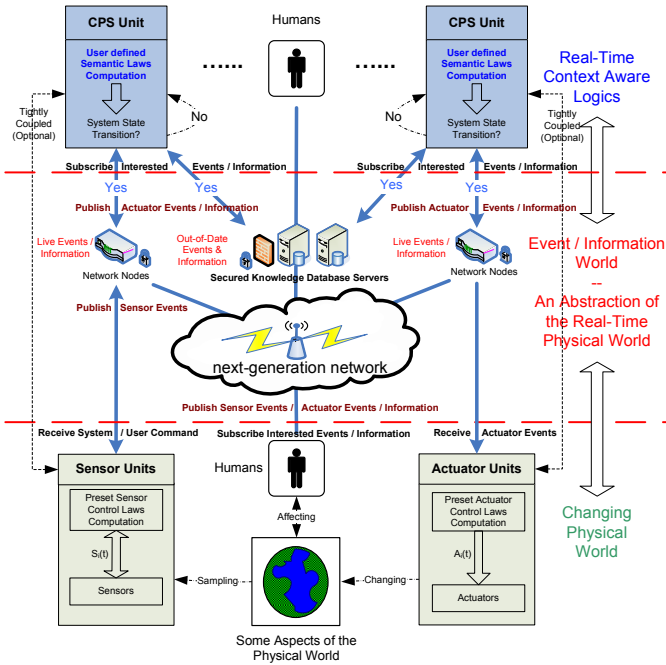 CPS Unit
User defined
Semantic Laws
Computation
System State
Transition?
No
Tightly
Coupled
(Optional)
......
Humans
......
CPS Unit
User defined
Semantic Laws
Computation
System State
Transition?
No
Tightly
Coupled
(Optional)
Real-Time
Context Aware
Logics
Subscribe Interested Events / Information
Subscribe Interested Events / Information
Yes
Yes
Yes
Yes
Publish Actuator Events / Information
Publish Actuator Events / Information
Live Events /
Information
Network Nodes
Out-of-Date
Events &
Information
Secured Knowledge Database Servers
Live Events /
Information
Network Nodes
Event / Information
World
--
An Abstraction of
the Real-Time
Physical World
Publish Sensor Events
next-generation network
Publish Sensor Events / Actuator Events / Information
Receive System / User Command
Subscribe Interested Events / Information
Receive Actuator Events
Sensor Units
Preset Sensor
Control Laws
Computation
Sᵢ(t)
Sensors
Humans
Affecting
Sampling
Changing
Some Aspects of the
Physical World
Actuator Units
Preset Actuator
Control Laws
Computation
Aᵢ(t)
Actuators
Changing
Physical
World